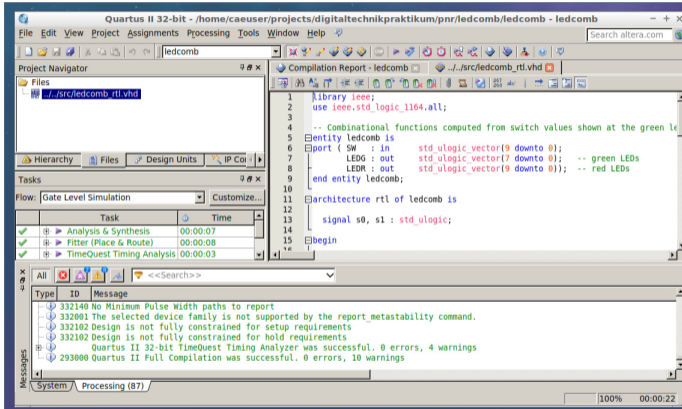 Quartus II 32-bit - /home/caeuser/projects/digitaltechnikpraktikum/pnr/ledcomb/ledcomb - ledcomb
File Edit View Project Assignments Processing Tools Window Help
Search altera.com
ledcomb
Project Navigator
Files
../../src/ledcomb_rtl.vhd
Hierarchy Files Design Units IP Co
Tasks
Flow: Gate Level Simulation Customize...
Task Time
Analysis & Synthesis 00:00:07
Fitter (Place & Route) 00:00:08
TimeQuest Timing Analysis 00:00:03
Compilation Report - ledcomb ../../src/ledcomb_rtl.vhd
1 library ieee;
2 use ieee.std_logic_1164.all;
3
4 -- Combinational functions computed from switch values shown at the green le
5 entity ledcomb is
6 port ( SW : in std_ulogic_vector(9 downto 0);
7 LEDG : out std_ulogic_vector(7 downto 0); -- green LEDs
8 LEDR : out std_ulogic_vector(9 downto 0)); -- red LEDs
9 end entity ledcomb;
10
11 architecture rtl of ledcomb is
12
13 signal s0, s1 : std_ulogic;
14
15 begin
All <<Search>>
Type ID Message
332140 No Minimum Pulse Width paths to report
332001 The selected device family is not supported by the report_metastability command.
332102 Design is not fully constrained for setup requirements
332102 Design is not fully constrained for hold requirements
Quartus II 32-bit TimeQuest Timing Analyzer was successful. 0 errors, 4 warnings
293000 Quartus II Full Compilation was successful. 0 errors, 10 warnings
Messages
System Processing (87)
100% 00:00:22